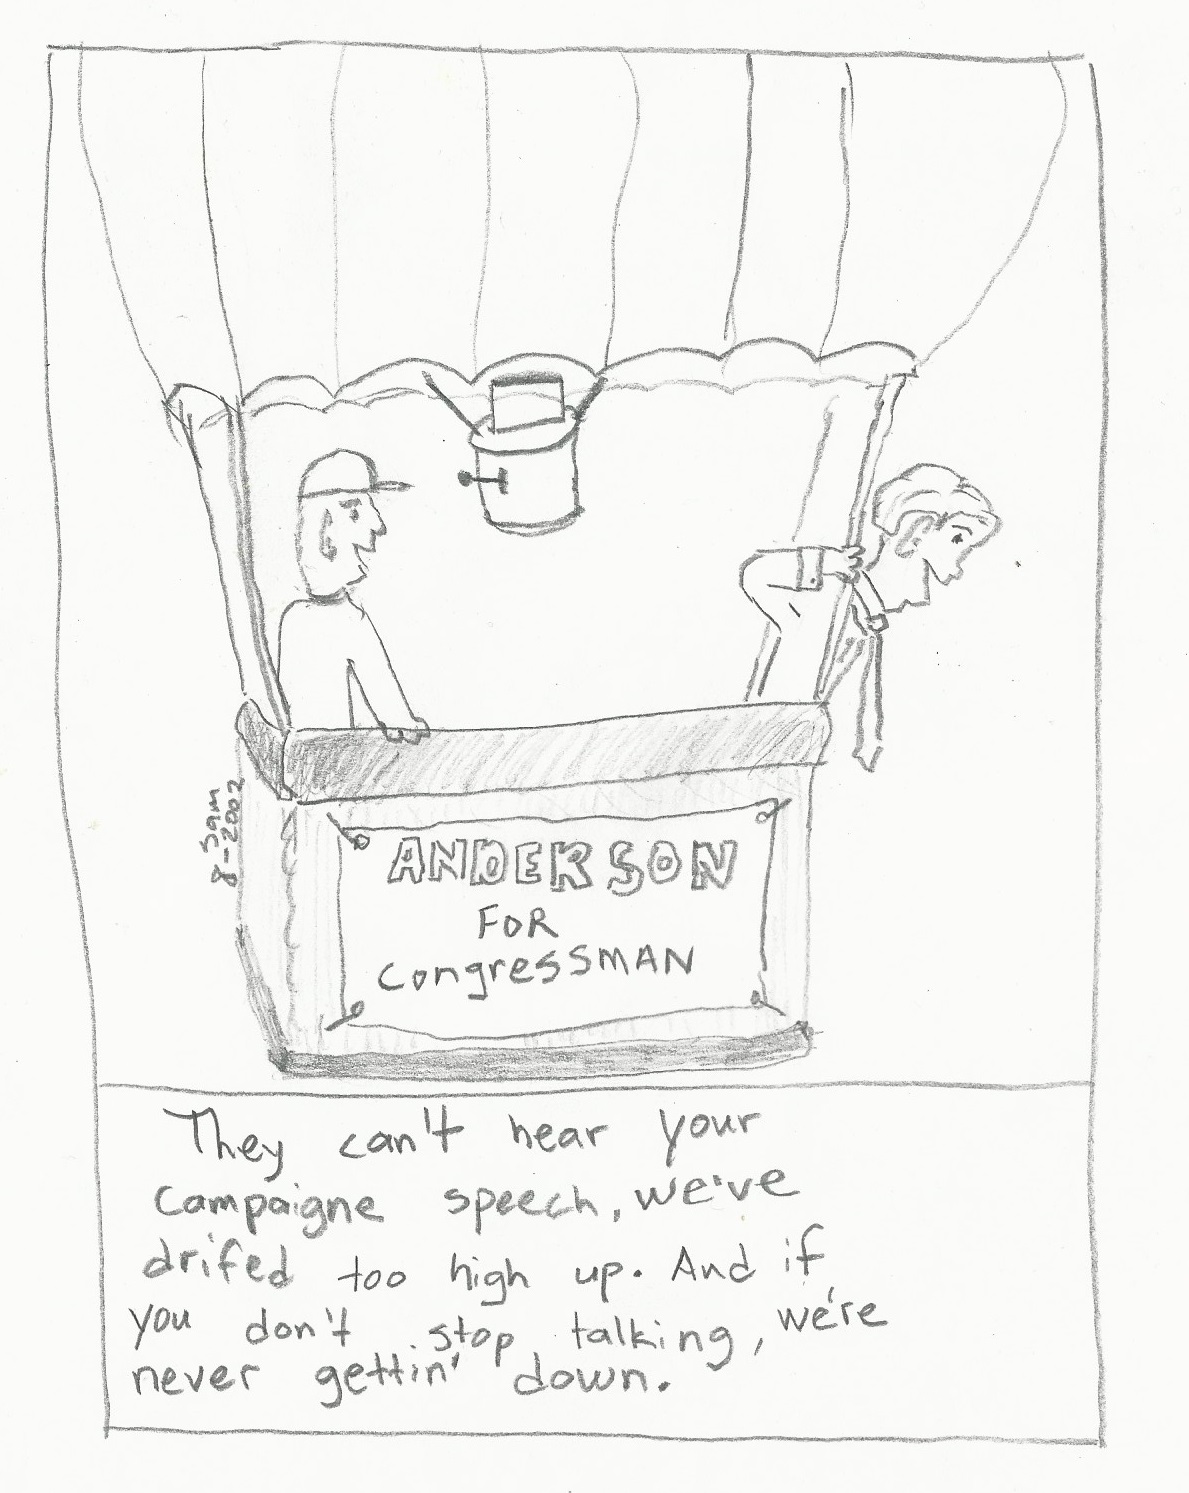 Jam
8-2002
ANDERSON
FOR
CongressMAN
They can't hear your
campaigne speech, we've
drifed too high up. And if
you don't stop talking, we're
never gettin' down.